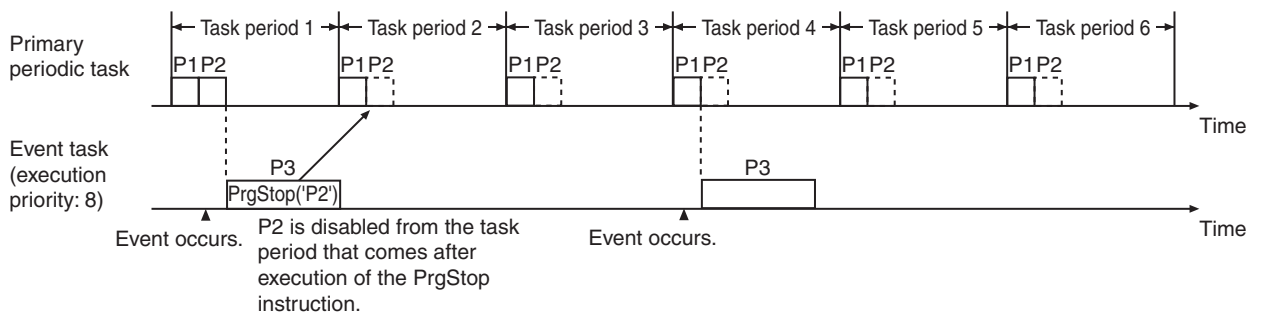 Task period 1 Task period 2 Task period 3 Task period 4 Task period 5 Task period 6
Primary
periodic task
P1 P2 P1 P2 P1 P2 P1 P2 P1 P2 P1 P2
Time
Event task
(execution
priority: 8)
P3 P3
PrgStop('P2')
Time
Event occurs.
P2 is disabled from the task
period that comes after
execution of the PrgStop
instruction.
Event occurs.